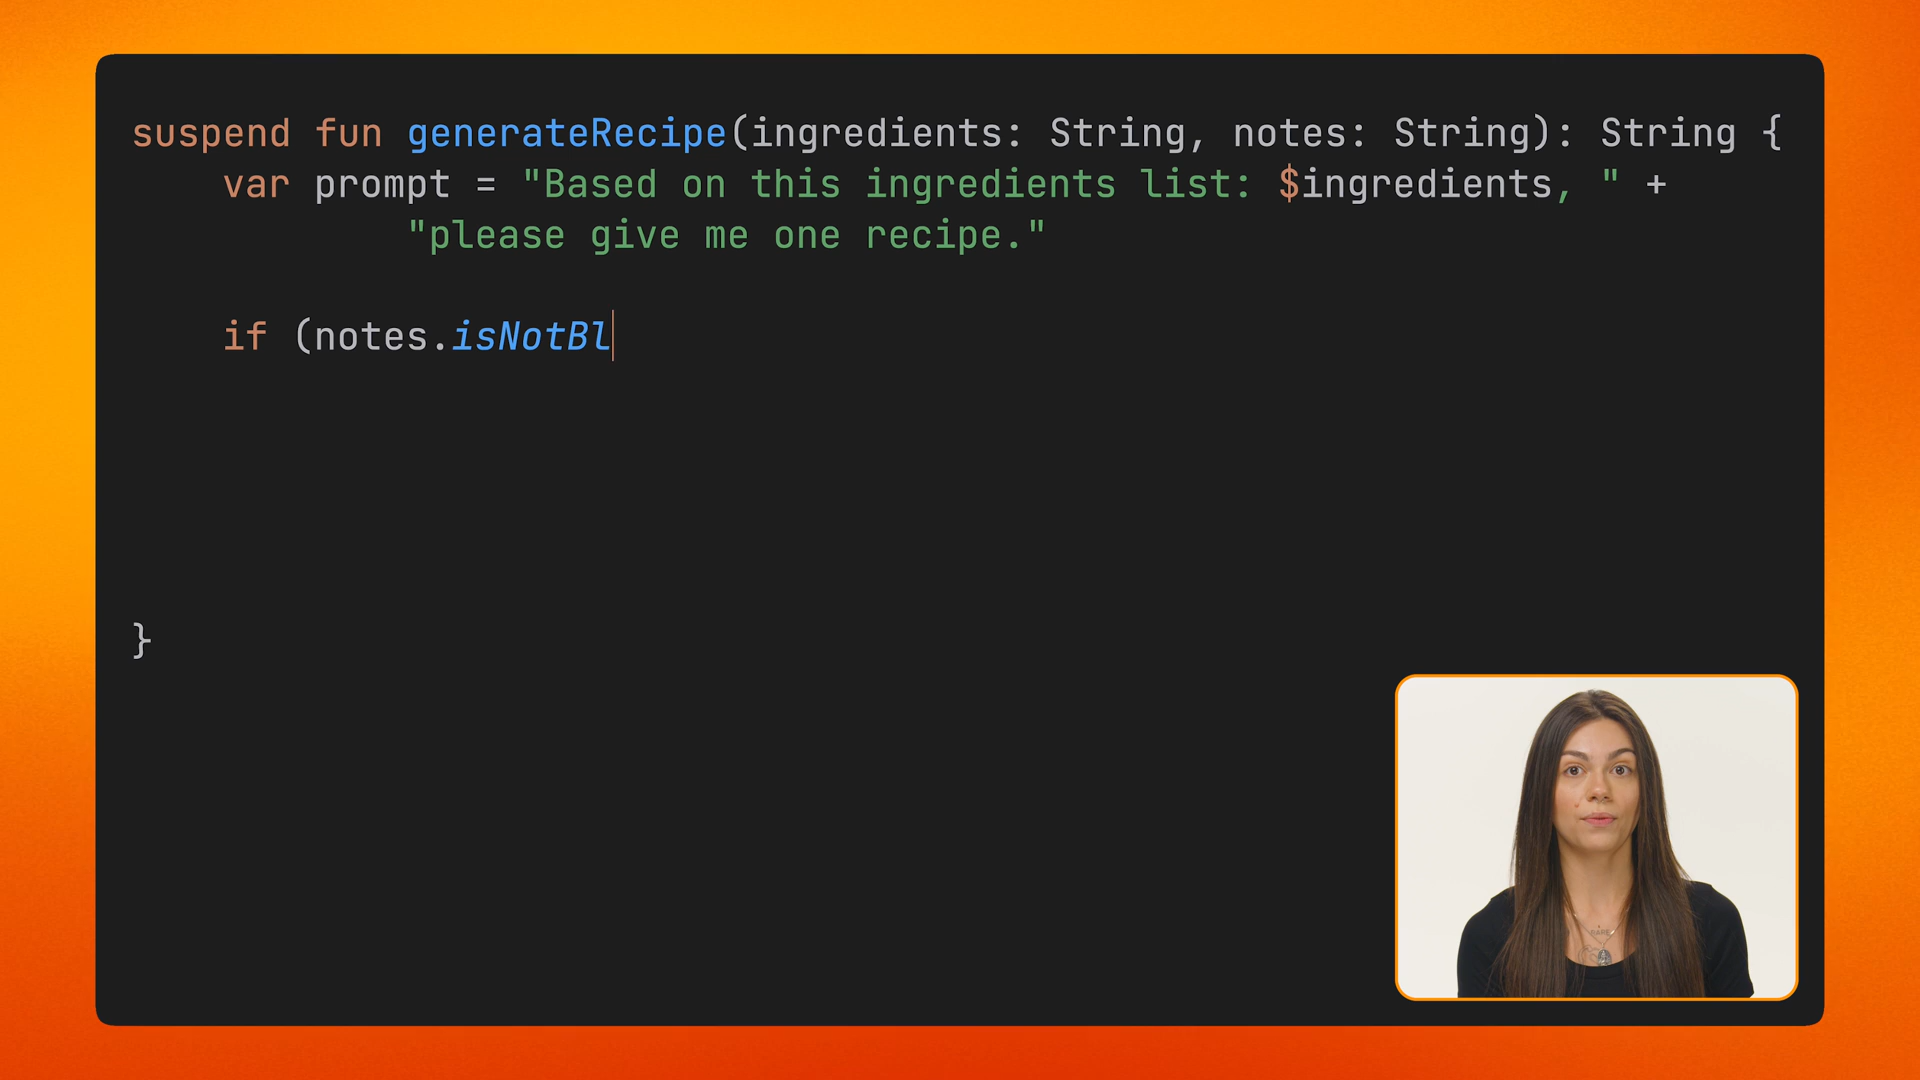 suspend fun generateRecipe(ingredients: String, notes: String): String {
var prompt = "Based on this ingredients list: $ingredients, " +
"please give me one recipe."
if (notes.isNotBl
}